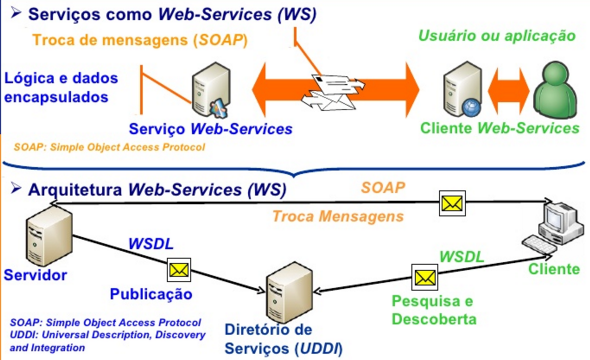 ➢ Serviços como Web-Services (WS)
Troca de mensagens (SOAP)
Usuário ou aplicação
Lógica e dados
encapsulados
Serviço Web-Services
Cliente Web-Services
SOAP: Simple Object Access Protocol
➢ Arquitetura Web-Services (WS)
SOAP
Troca Mensagens
WSDL
WSDL
Servidor
Cliente
Publicação
Pesquisa e
Descoberta
SOAP: Simple Object Access Protocol
UDDI: Universal Description, Discovery
and Integration
Diretório de
Serviços (UDDI)